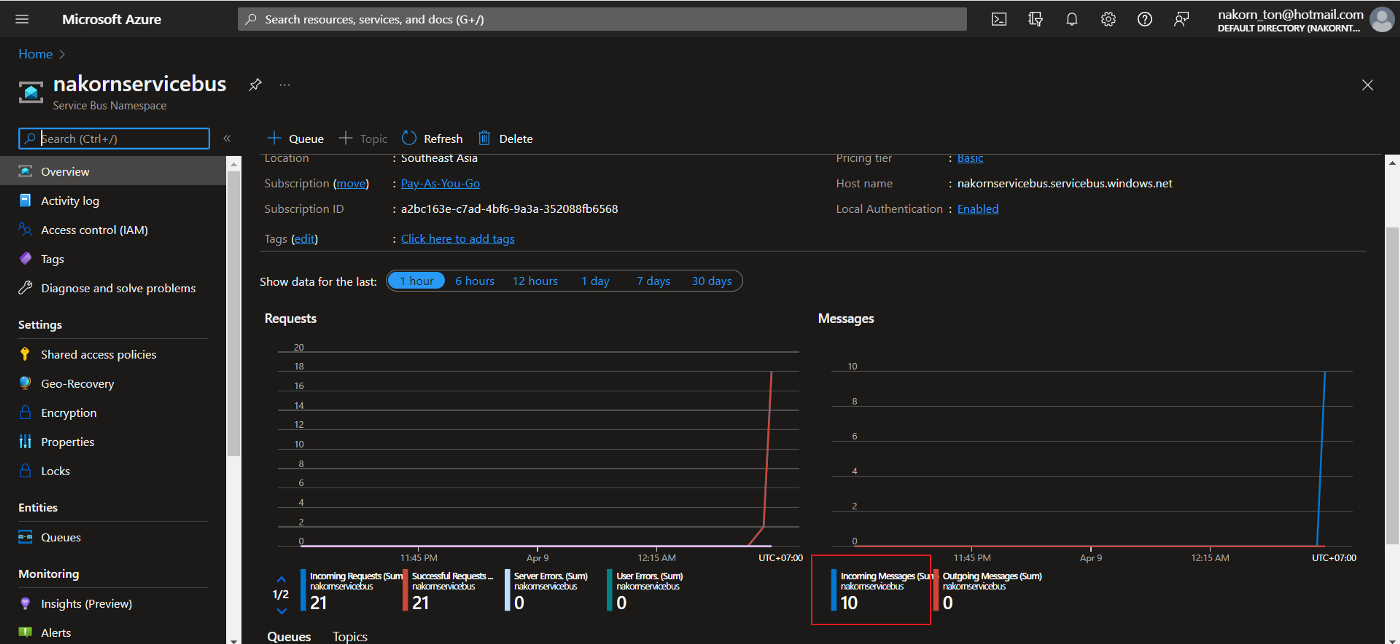 Microsoft Azure
Search resources, services, and docs (G+/)
nakorn_ton@hotmail.com
DEFAULT DIRECTORY (NAKORNT...
Home
nakornservicebus
...
Service Bus Namespace
Search (Ctrl+/)
«
Queue
Topic
Refresh
Delete
Overview
Activity log
Access control (IAM)
Tags
Diagnose and solve problems
Settings
Shared access policies
Geo-Recovery
Encryption
Properties
Locks
Entities
Queues
Monitoring
Insights (Preview)
Alerts
Location : Southeast Asia
Subscription (move) : Pay-As-You-Go
Subscription ID : a2bc163e-c7ad-4bf6-9a3a-352088fb6568
Tags (edit) : Click here to add tags
Pricing tier : Basic
Host name : nakornservicebus.servicebus.windows.net
Local Authentication : Enabled
Show data for the last: 1 hour 6 hours 12 hours 1 day 7 days 30 days
Requests
20
18
16
14
12
10
8
6
4
2
0
11:45 PM Apr 9 12:15 AM UTC+07:00
1/2
Incoming Requests (Sum)
nakornservicebus
21
Successful Requests ...
nakornservicebus
21
Server Errors. (Sum)
nakornservicebus
0
User Errors. (Sum)
nakornservicebus
0
Messages
10
8
6
4
2
0
11:45 PM Apr 9 12:15 AM UTC+07:00
Incoming Messages (Sum
nakornservicebus
10
Outgoing Messages (Sum)
nakornservicebus
0
Queues Topics